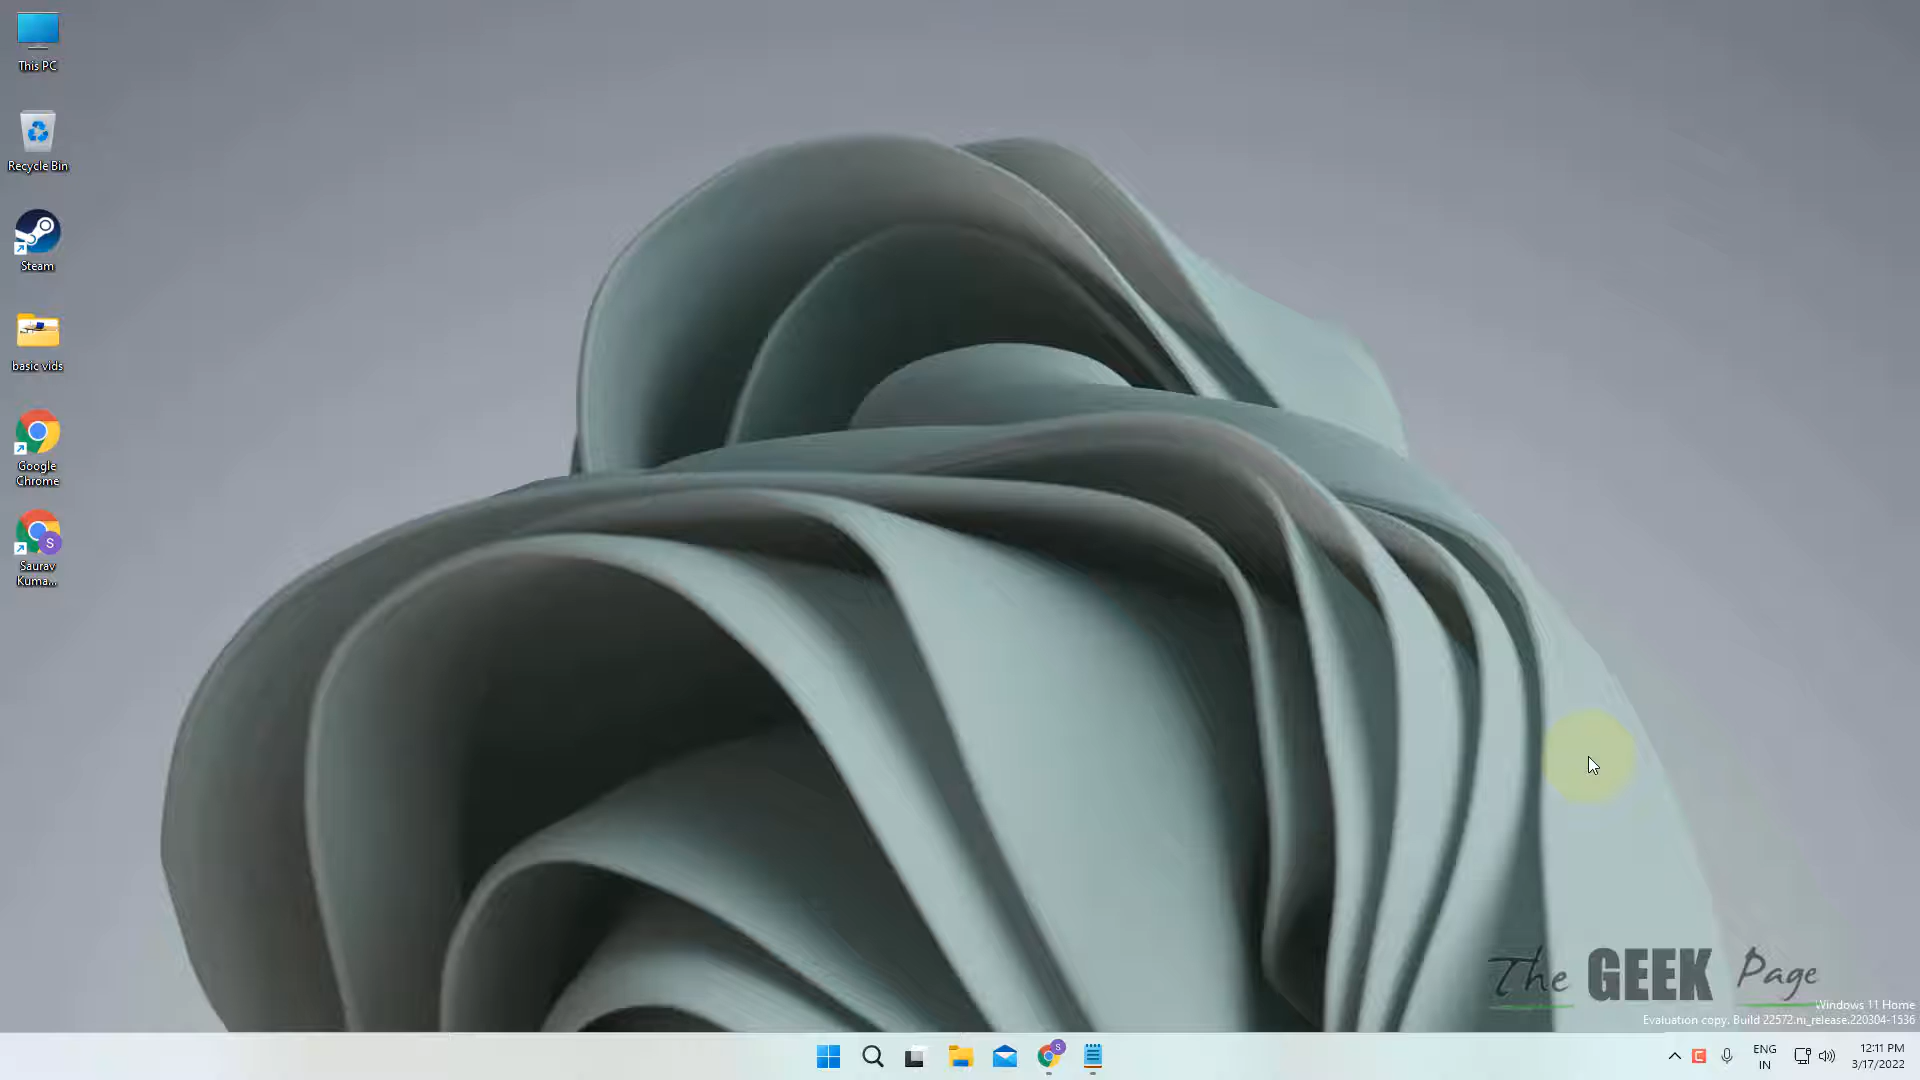 This PC
Recycle Bin
Steam
basic vids
Google
Chrome
S
Saurav
Kuma...
The GEEK Page
Windows 11 Home
Evaluation copy. Build 22572.ni_release.220304-1536
S
C
ENG
IN
12:11 PM
3/17/2022